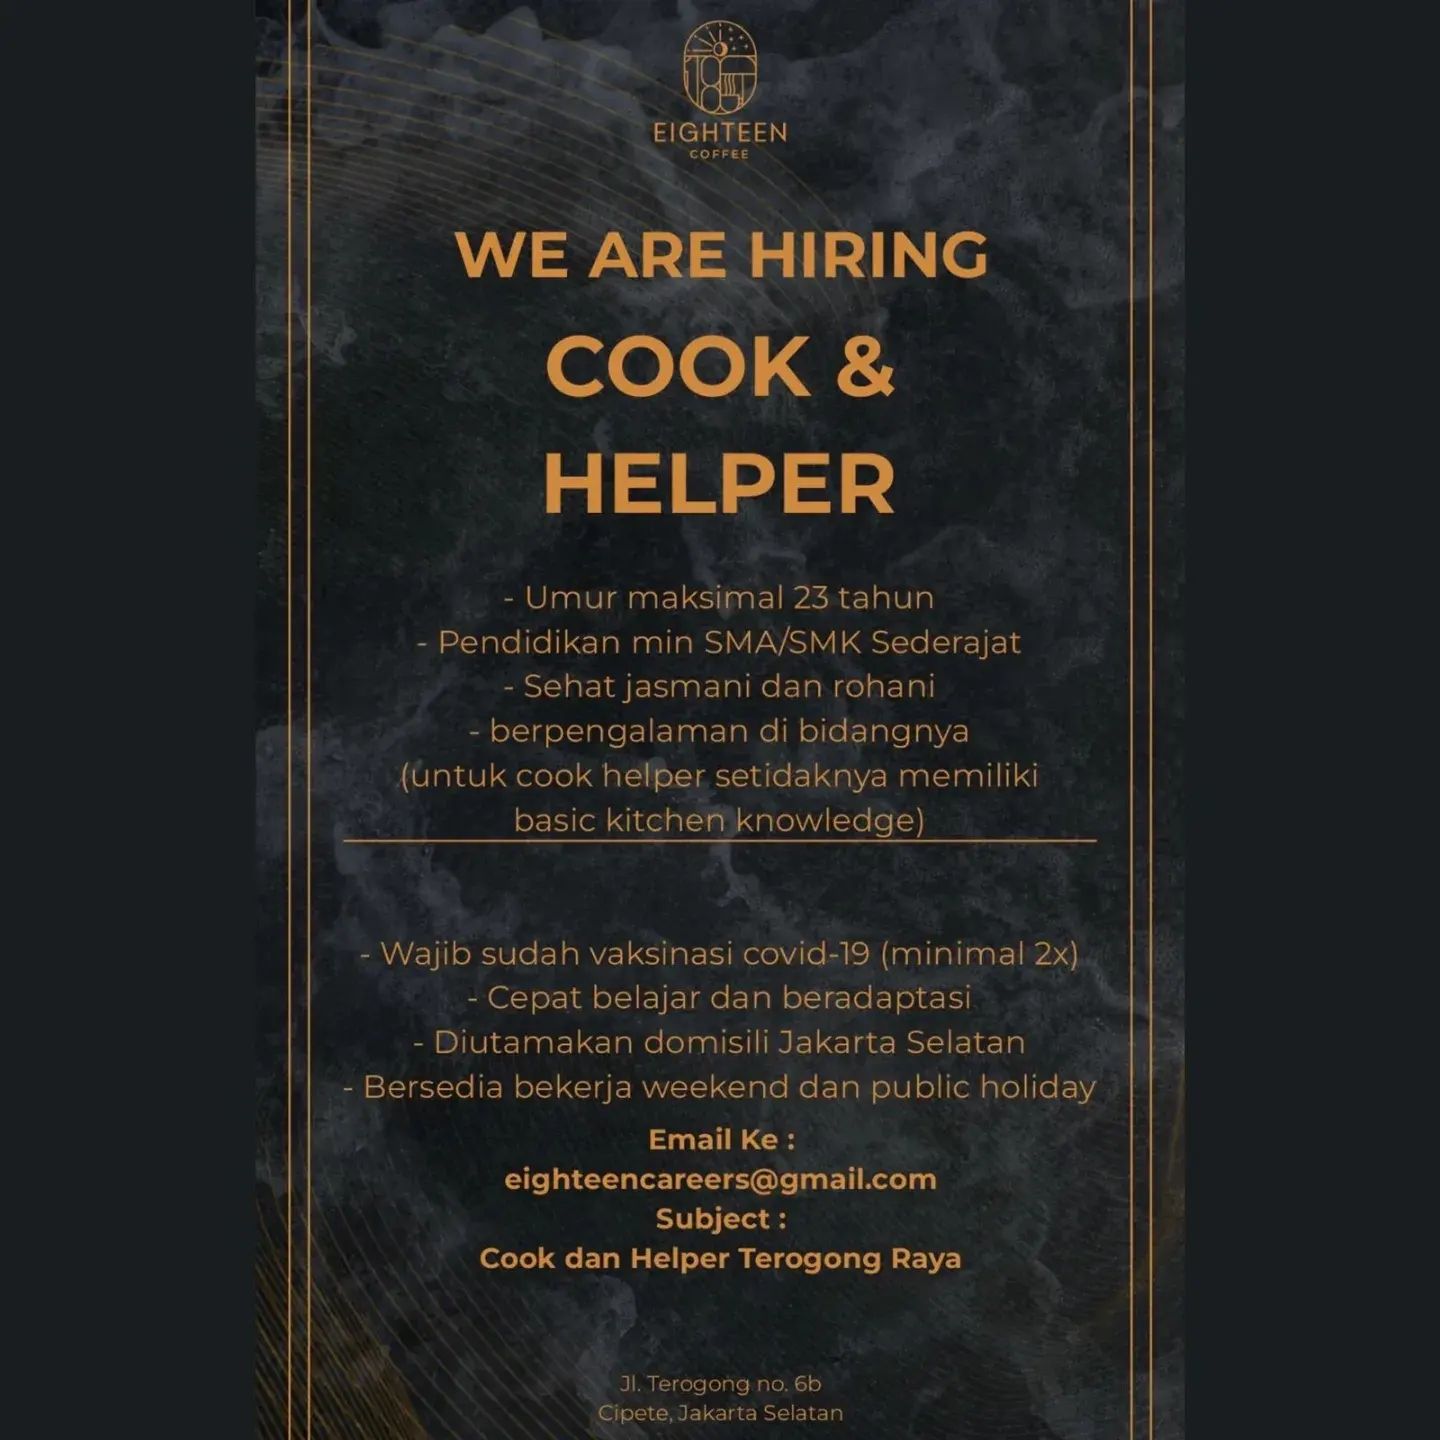 EIGHTEEN
COFFEE
WE ARE HIRING
COOK &
HELPER
- Umur maksimal 23 tahun
- Pendidikan min SMA/SMK Sederajat
- Sehat jasmani dan rohani
- berpengalaman di bidangnya
(untuk cook helper setidaknya memiliki
basic kitchen knowledge)
- Wajib sudah vaksinasi covid-19 (minimal 2x)
- Cepat belajar dan beradaptasi
- Diutamakan domisili Jakarta Selatan
- Bersedia bekerja weekend dan public holiday
Email Ke :
eighteencareers@gmail.com
Subject :
Cook dan Helper Terogong Raya
Jl. Terogong no. 6b
Cipete, Jakarta Selatan